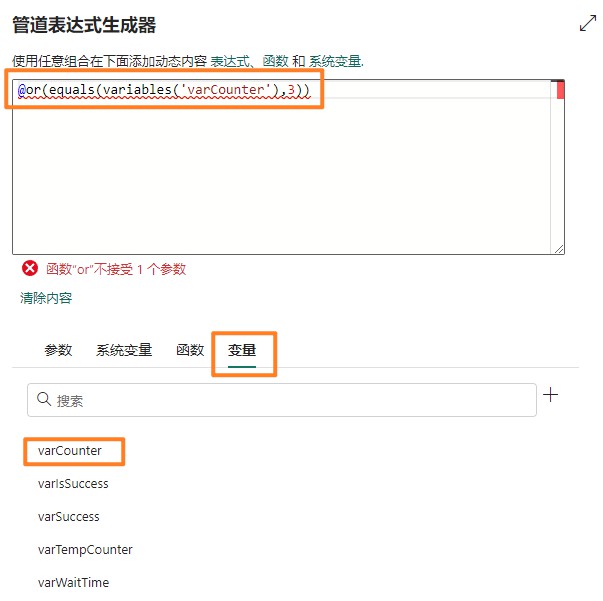 管道表达式生成器
使用任意组合在下面添加动态内容 表达式、函数 和 系统变量.
@or(equals(variables('varCounter'),3))
函数“or”不接受 1 个参数
清除内容
参数 系统变量 函数 变量
搜索
varCounter
varIsSuccess
varSuccess
varTempCounter
varWaitTime